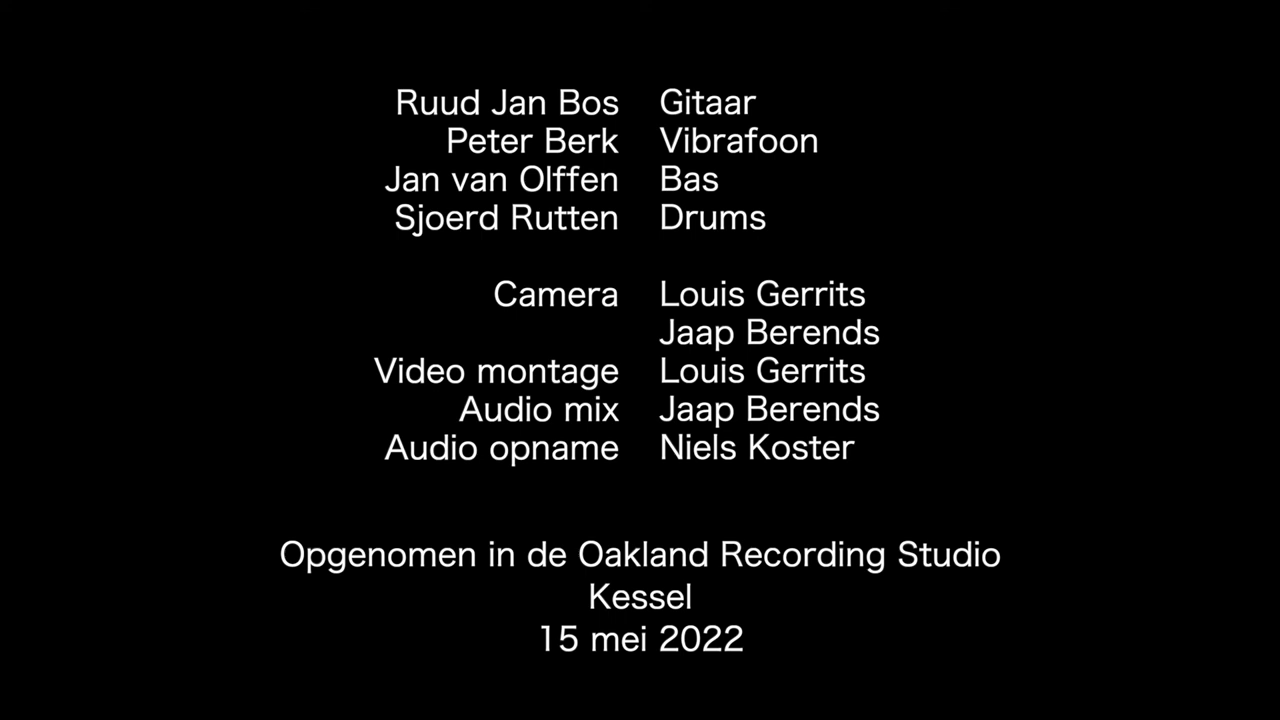 Ruud Jan Bos Gitaar
Peter Berk Vibrafoon
Jan van Olffen Bas
Sjoerd Rutten Drums
Camera Louis Gerrits
Jaap Berends
Video montage Louis Gerrits
Audio mix Jaap Berends
Audio opname Niels Koster
Opgenomen in de Oakland Recording Studio
Kessel
15 mei 2022